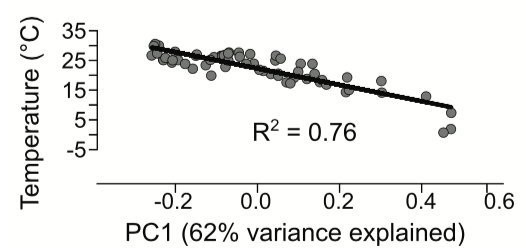 Temperature (°C)
35
25
15
5
-5
R² = 0.76
-0.2 0.0 0.2 0.4 0.6
PC1 (62% variance explained)